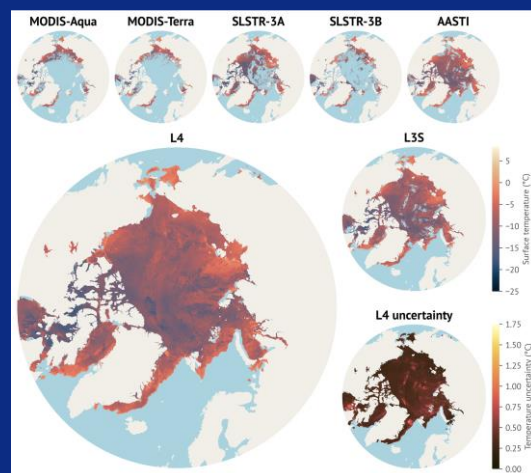 MODIS-Aqua MODIS-Terra SLSTR-3A SLSTR-3B AASTI
L4
L3S
5
0
−5
−10
−15
−20
−25
Surface temperature (°C)
L4 uncertainty
1.75
1.50
1.25
1.00
0.75
0.50
0.25
0.00
Temperature uncertainty (°C)